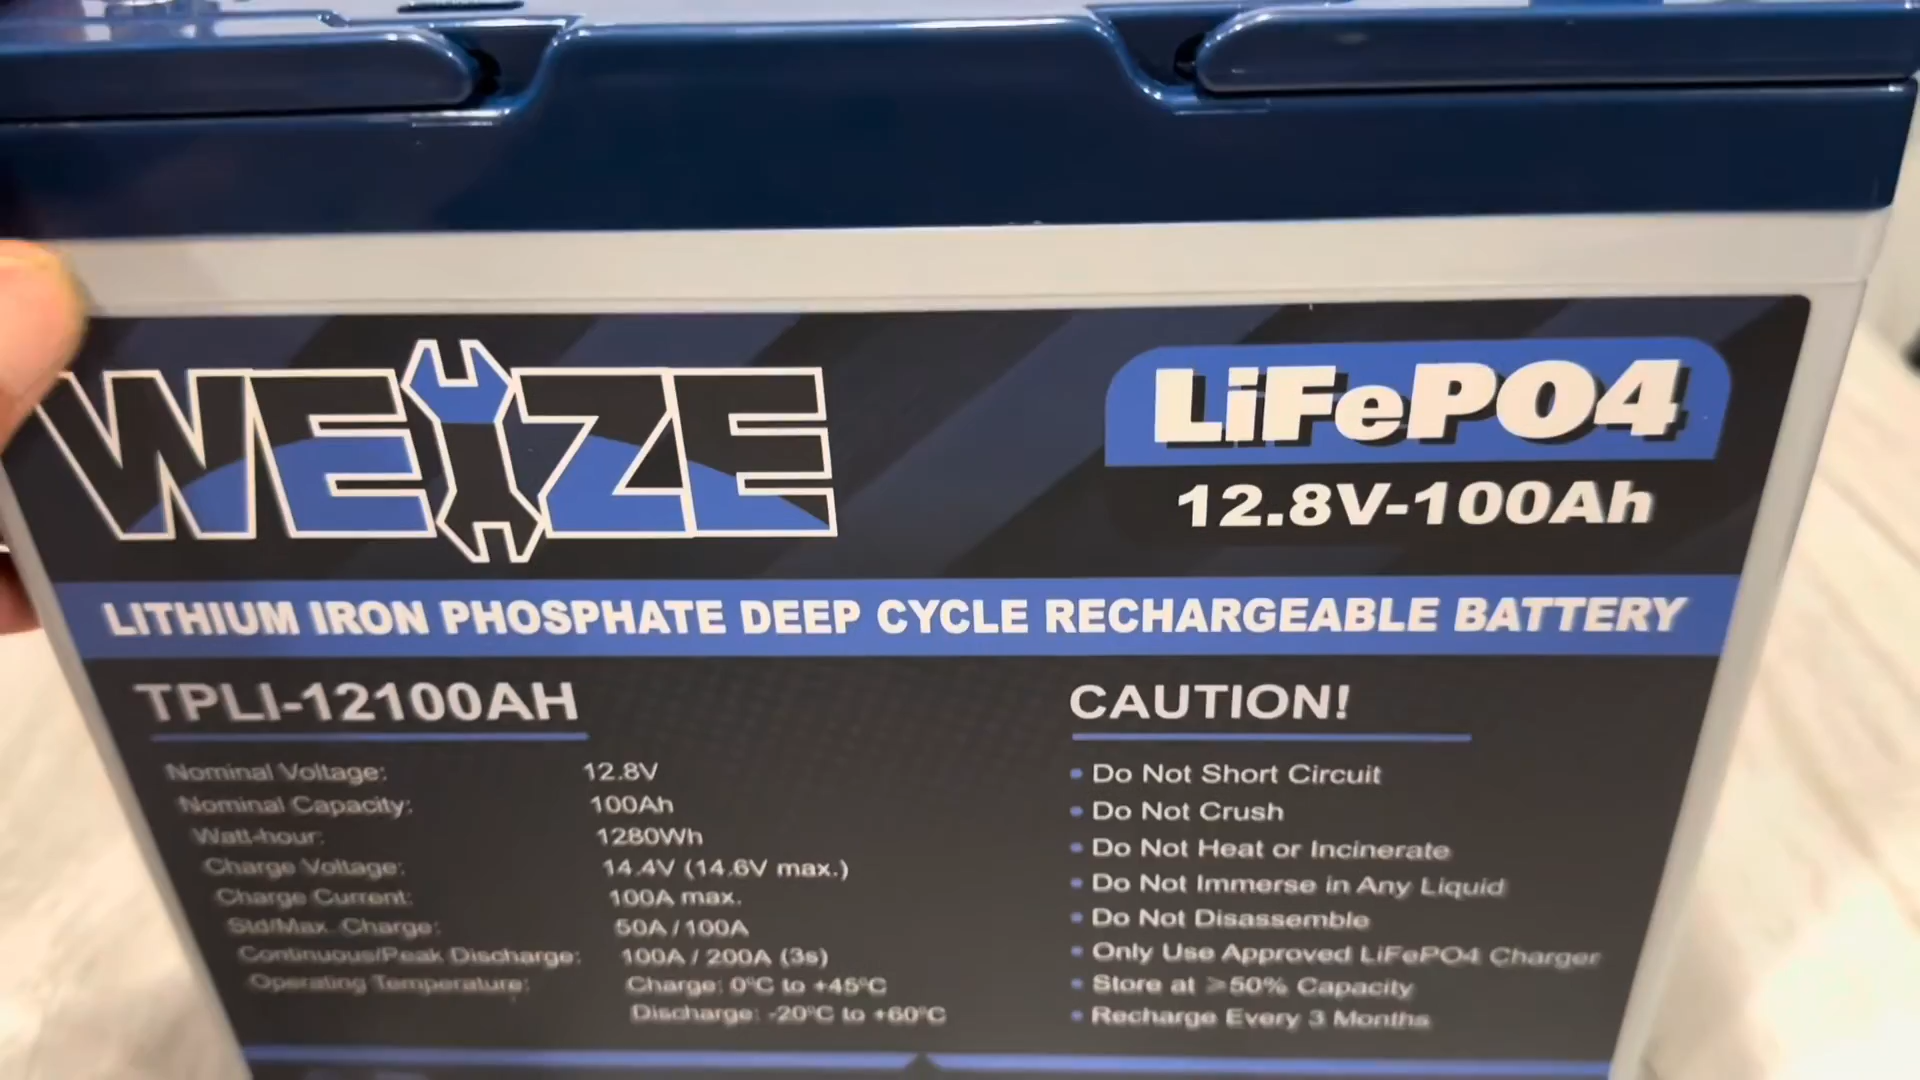 WEIZE
LiFePO4
12.8V-100Ah
LITHIUM IRON PHOSPHATE DEEP CYCLE RECHARGEABLE BATTERY
TPLI-12100AH
Nominal Voltage: 12.8V
Nominal Capacity: 100Ah
Watt-hour: 1280Wh
Charge Voltage: 14.4V (14.6V max.)
Charge Current: 100A max.
Std/Max. Charge: 50A / 100A
Continuous/Peak Discharge: 100A / 200A (3s)
Operating Temperature: Charge: 0°C to +45°C
Discharge: -20°C to +60°C
CAUTION!
• Do Not Short Circuit
• Do Not Crush
• Do Not Heat or Incinerate
• Do Not Immerse in Any Liquid
• Do Not Disassemble
• Only Use Approved LiFePO4 Charger
• Store at ≥50% Capacity
• Recharge Every 3 Months